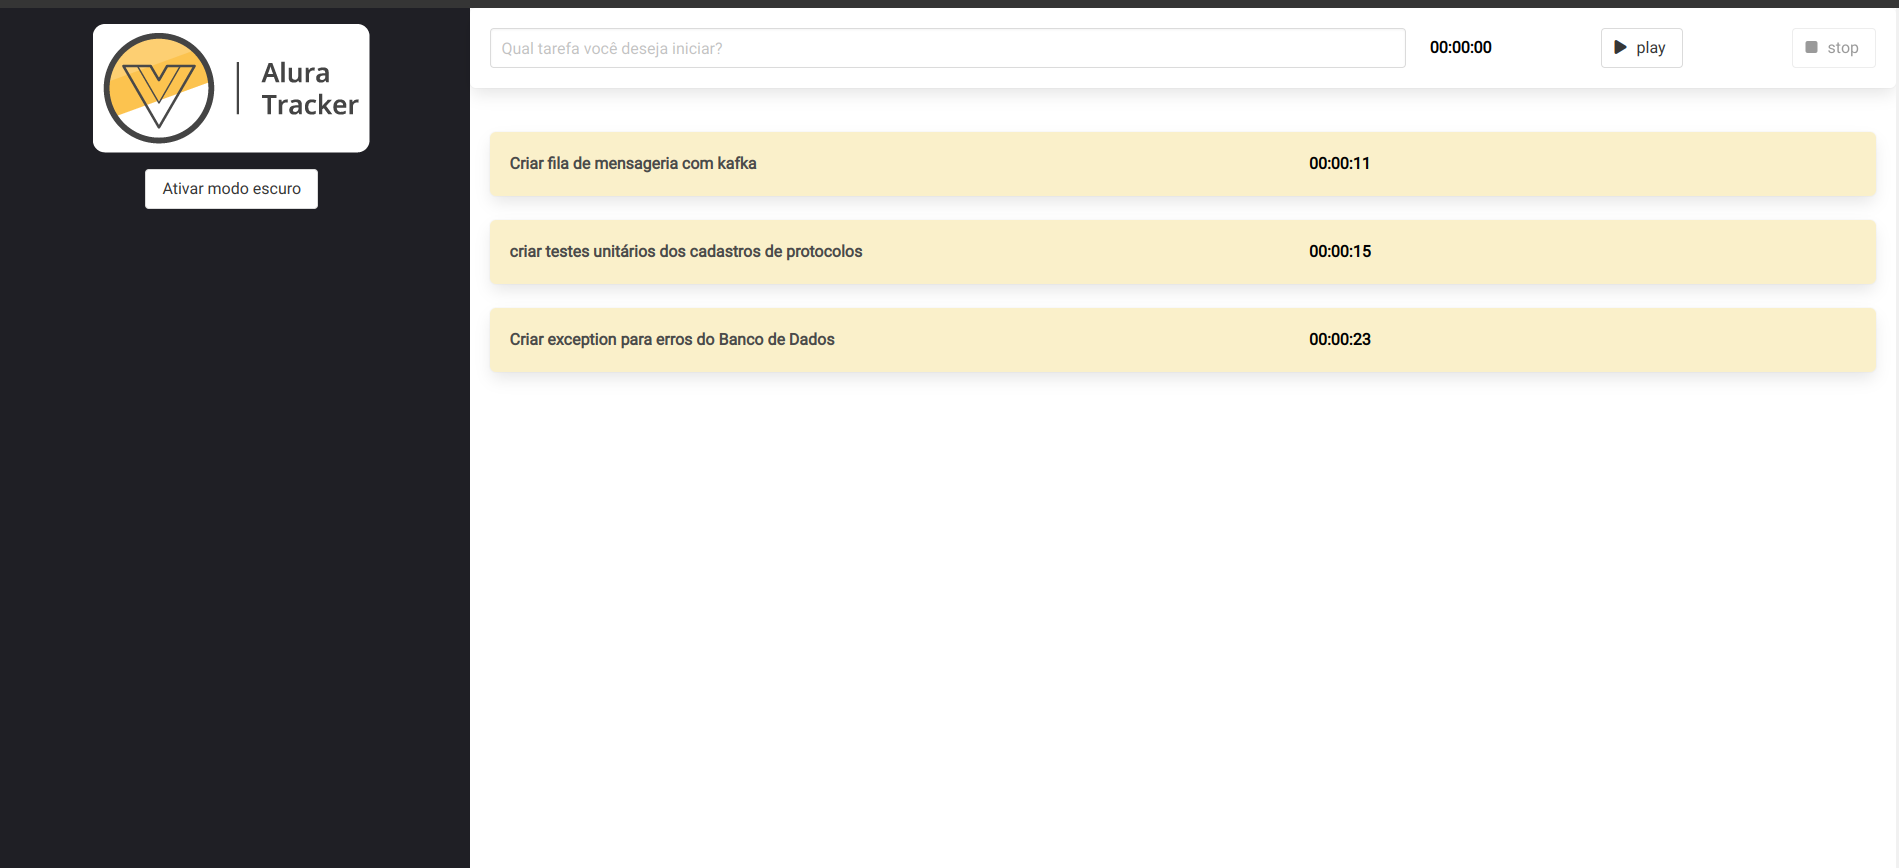 Alura
Tracker
Ativar modo escuro
Qual tarefa você deseja iniciar?
00:00:00
play
stop
Criar fila de mensageria com kafka
00:00:11
criar testes unitários dos cadastros de protocolos
00:00:15
Criar exception para erros do Banco de Dados
00:00:23